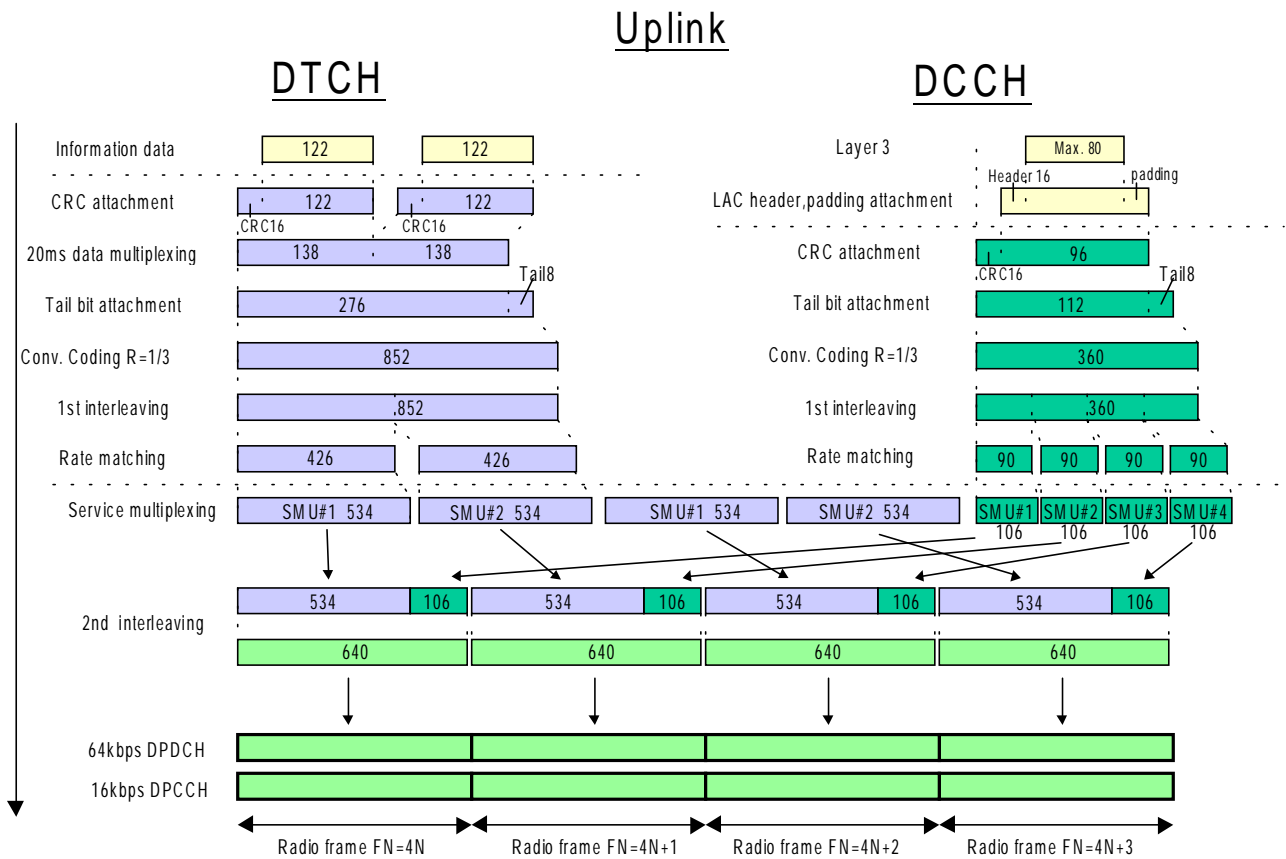 Uplink
DTCH
DCCH
Information data
122
122
Layer 3
Max. 80
CRC attachment
122
122
CRC16
CRC16
LAC header,padding attachment
Header 16
padding
20ms data multiplexing
138
138
CRC attachment
96
CRC16
Tail bit attachment
276
Tail8
Tail bit attachment
112
Tail8
Conv. Coding R=1/3
852
Conv. Coding R=1/3
360
1st interleaving
852
1st interleaving
360
Rate matching
426
426
Rate matching
90
90
90
90
Service multiplexing
SMU#1 534
SMU#2 534
SMU#1 534
SMU#2 534
SMU#1
SMU#2
SMU#3
SMU#4
106
106
106
106
2nd interleaving
534
106
534
106
534
106
534
106
640
640
640
640
64kbps DPDCH
16kbps DPCCH
Radio frame FN=4N
Radio frame FN=4N+1
Radio frame FN=4N+2
Radio frame FN=4N+3